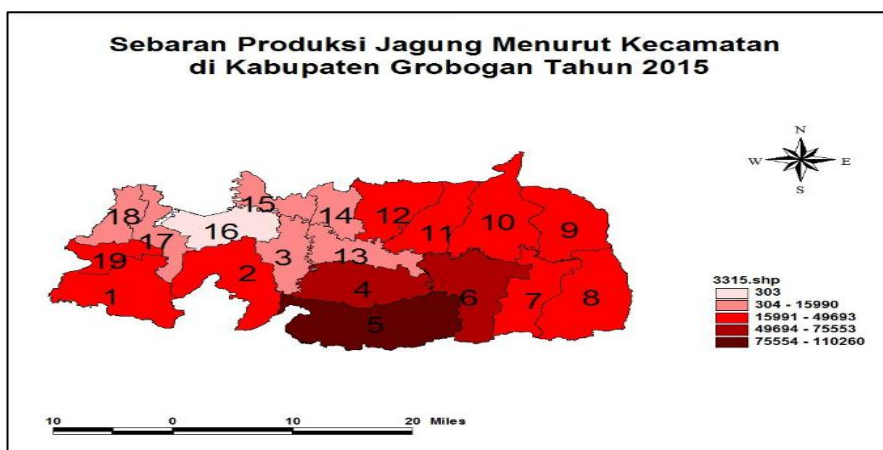 Sebaran Produksi Jagung Menurut Kecamatan
di Kabupaten Grobogan Tahun 2015
N
W E
S
18
15
14
12
10
16
17
11
9
3
13
19
2
1
4
6
7
8
5
3315.shp
303
304 - 15990
15991 - 49693
49694 - 75553
75554 - 110260
10 0 10 20 Miles